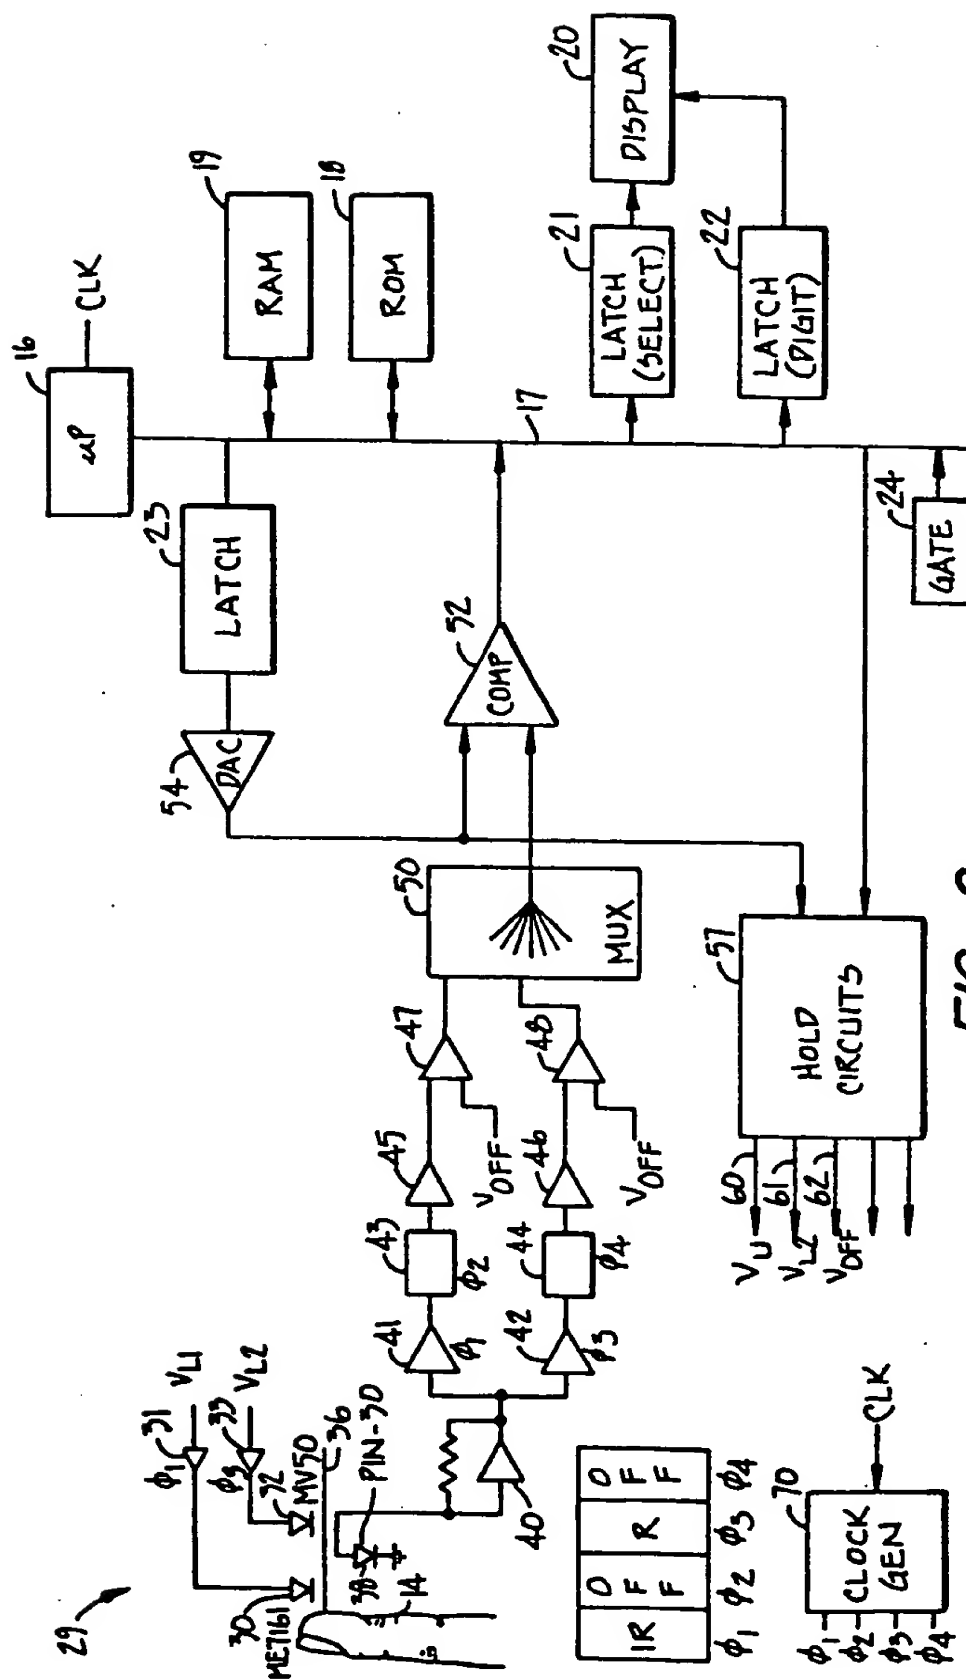 29
30
ME7161
31
ϕ1
VL1
33
ϕ3
VL2
32
MV50
36
38
PIN-30
14
40
41
ϕ1
42
ϕ3
43
ϕ2
44
ϕ4
45
46
47
VOFF
48
VOFF
50
MUX
52
COMP
54
DAC
23
LATCH
16
µP
CLK
19
RAM
18
ROM
17
20
DISPLAY
21
LATCH
(SELECT)
22
LATCH
(DIGIT)
24
GATE
57
HOLD
CIRCUITS
60
61
62
VL1
VL2
VOFF
IR
OFF
R
OFF
ϕ1 ϕ2 ϕ3 ϕ4
70
CLOCK
GEN
CLK
ϕ1
ϕ2
ϕ3
ϕ4